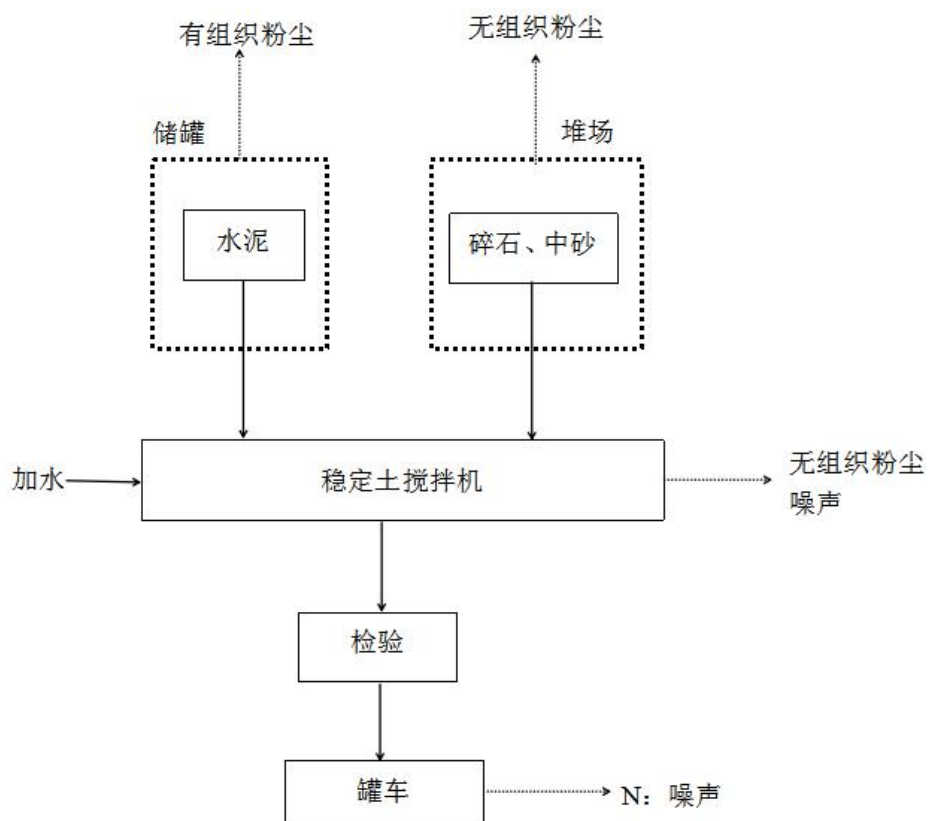 有组织粉尘
无组织粉尘
储罐
堆场
水泥
碎石、中砂
加水
稳定土搅拌机
无组织粉尘
噪声
检验
罐车
N：噪声